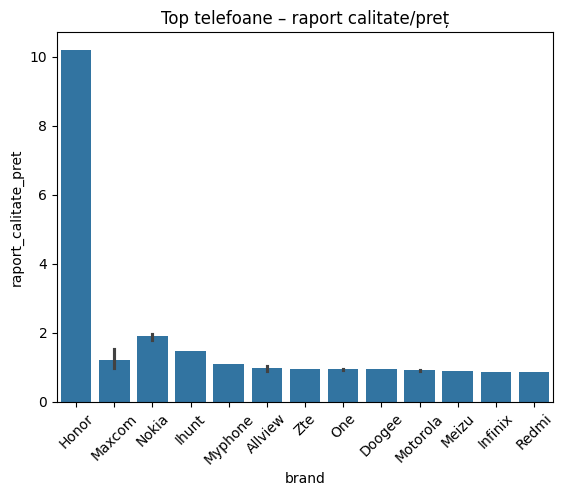 Top telefoane – raport calitate/preț
raport_calitate_pret
10
8
6
4
2
0
Honor
Maxcom
Nokia
Ihunt
Myphone
Allview
Zte
One
Doogee
Motorola
Meizu
Infinix
Redmi
brand